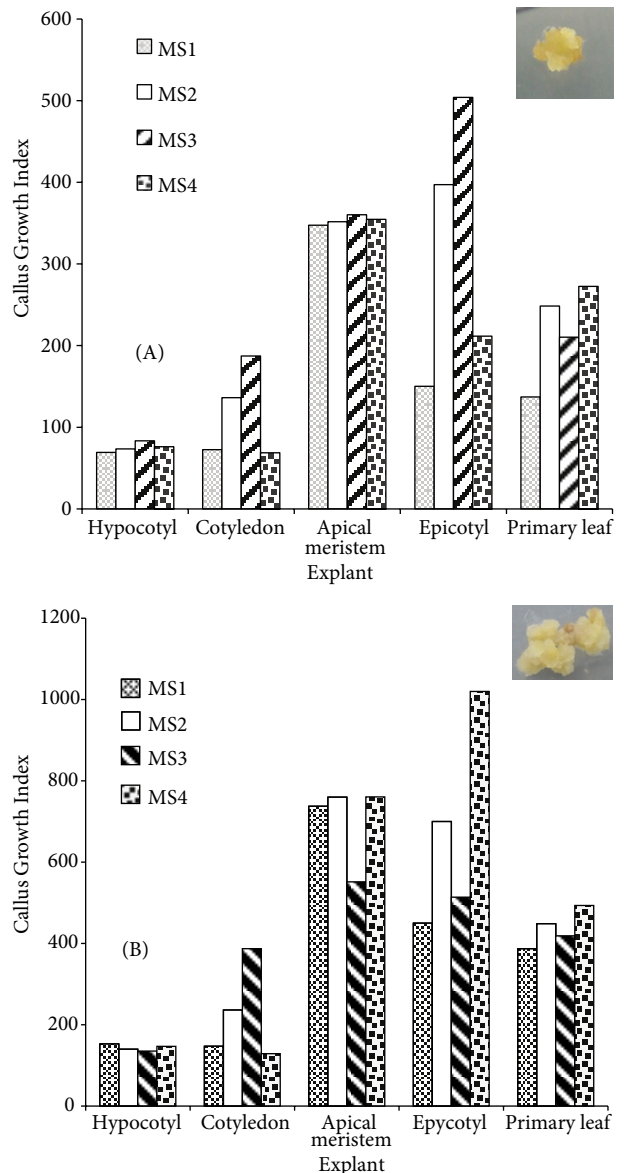 600
500
400
300
200
100
0
Callus Growth Index
MS1
MS2
MS3
MS4
(A)
Hypocotyl Cotyledon Apical meristem Epicotyl Primary leaf
Explant
1200
1000
800
600
400
200
0
Callus Growth Index
MS1
MS2
MS3
MS4
(B)
Hypocotyl Cotyledon Apical meristem Epycotyl Primary leaf
Explant